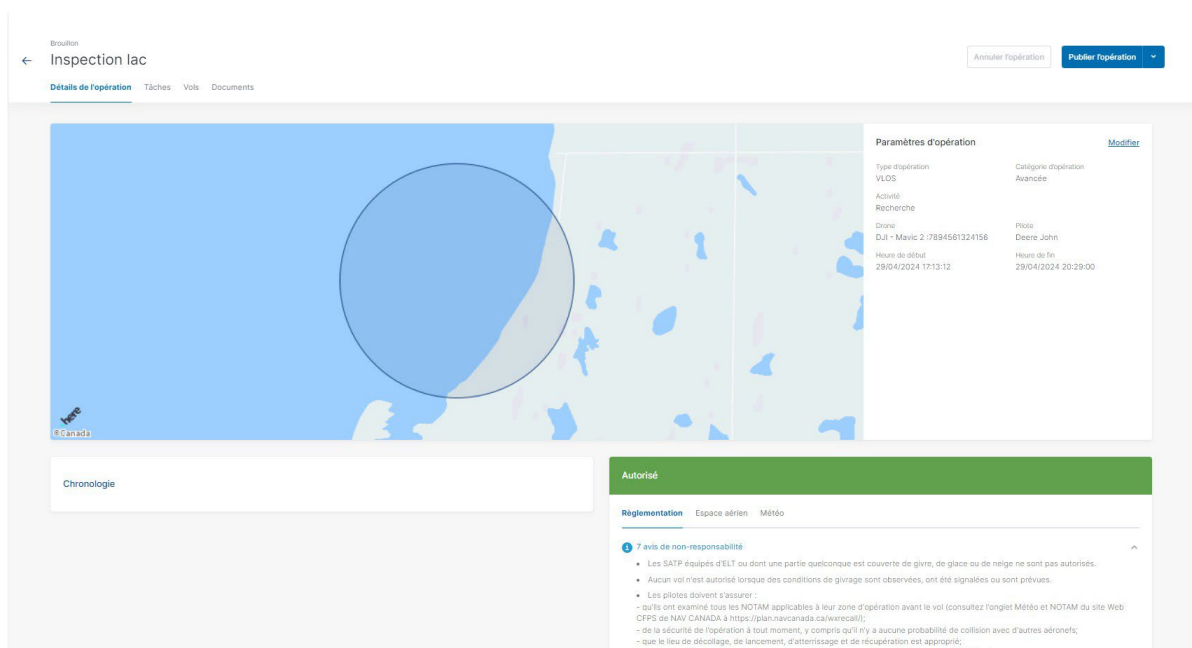 Brouillon
← Inspection lac
Annuler l'opération
Publier l'opération
Détails de l'opération Tâches Vols Documents
here
©Canada
Paramètres d'opération Modifier
Type d'opération Catégorie d'opération
VLOS Avancée
Activité
Recherche
Drone Pilote
DJI - Mavic 2 :7894561324156 Deere John
Heure de début Heure de fin
29/04/2024 17:13:12 29/04/2024 20:29:00
Chronologie
Autorisé
Règlementation Espace aérien Météo
7 avis de non-responsabilité
• Les SATP équipés d'ELT ou dont une partie quelconque est couverte de givre, de glace ou de neige ne sont pas autorisés.
• Aucun vol n'est autorisé lorsque des conditions de givrage sont observées, ont été signalées ou sont prévues.
• Les pilotes doivent s'assurer :
- qu'ils ont examiné tous les NOTAM applicables à leur zone d'opération avant le vol (consultez l'onglet Météo et NOTAM du site Web
CFPS de NAV CANADA à https://plan.navcanada.ca/wxrecall/);
- de la sécurité de l'opération à tout moment, y compris qu'il n'y a aucune probabilité de collision avec d'autres aéronefs;
- que le lieu de décollage, de lancement, d'atterrissage et de récupération est approprié;